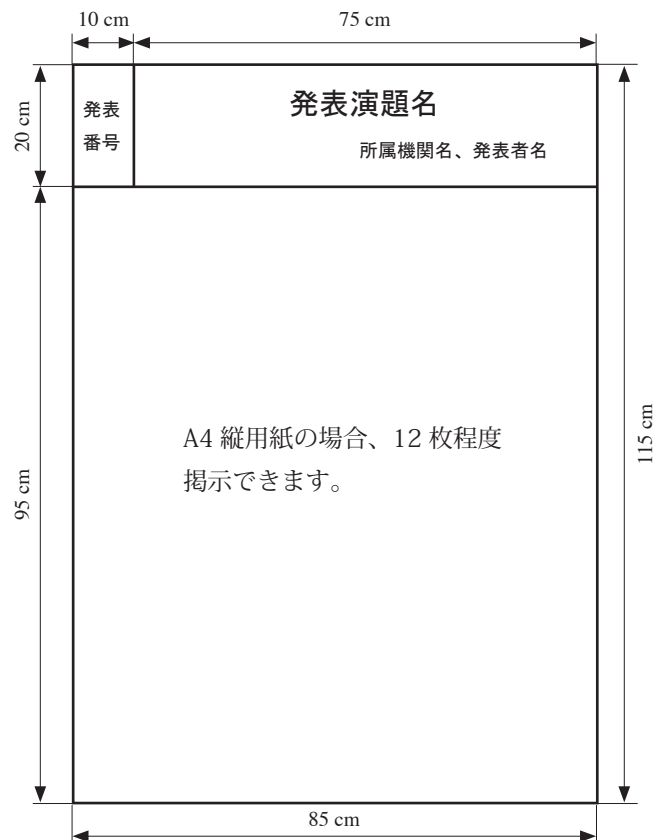 10 cm
75 cm
20 cm
発表
番号
発表演題名
所属機関名、発表者名
A4 縦用紙の場合、12 枚程度
掲示できます。
95 cm
115 cm
85 cm